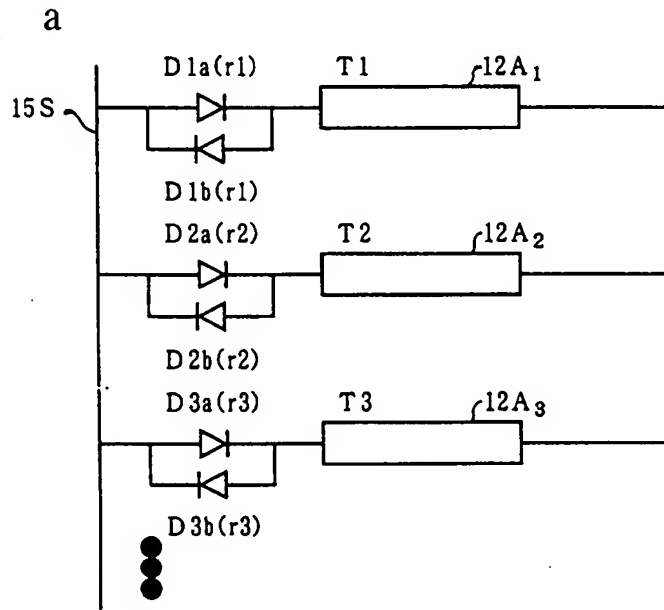 a
D1a(r1)
T1
12A₁
15S
D1b(r1)
D2a(r2)
T2
12A₂
D2b(r2)
D3a(r3)
T3
12A₃
D3b(r3)